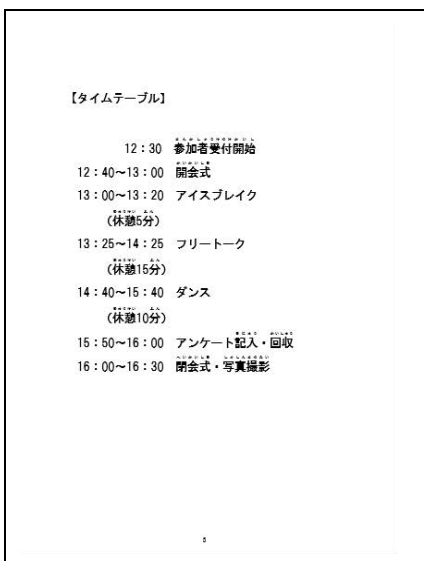 【タイムテーブル】
12：30 参加者受付開始
12：40～13：00 開会式
13：00～13：20 アイスブレイク
（休憩5分）
13：25～14：25 フリートーク
（休憩15分）
14：40～15：40 ダンス
（休憩10分）
15：50～16：00 アンケート記入・回収
16：00～16：30 閉会式・写真撮影